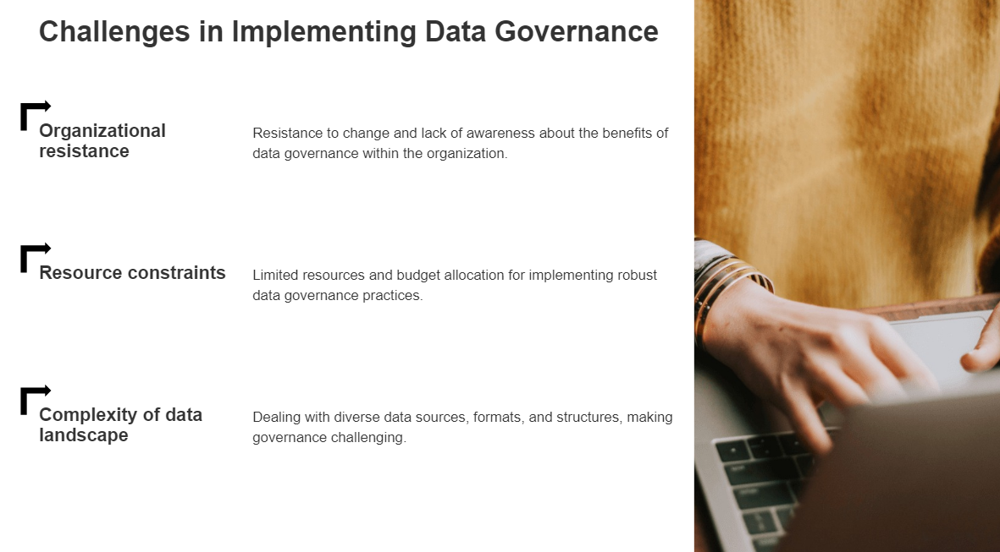 Challenges in Implementing Data Governance
Organizational
resistance
Resistance to change and lack of awareness about the benefits of
data governance within the organization.
Resource constraints
Limited resources and budget allocation for implementing robust
data governance practices.
Complexity of data
landscape
Dealing with diverse data sources, formats, and structures, making
governance challenging.